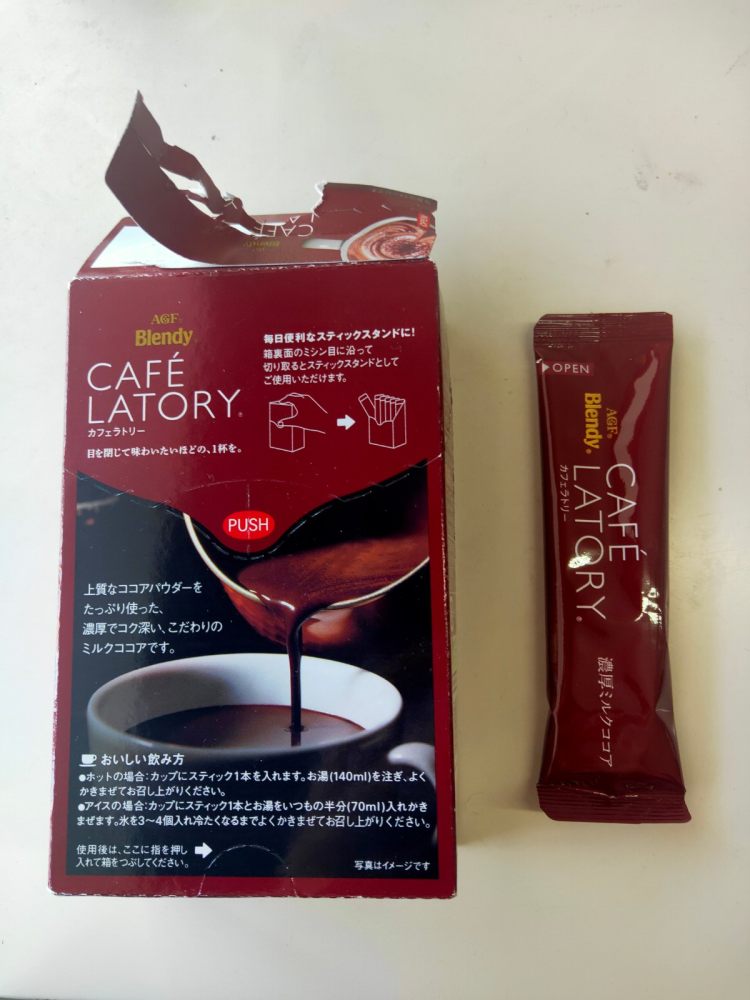 CAFÉ
L
AGF®
Blendy®
CAFÉ
LATORY®
カフェラトリー
目を閉じて味わいたいほどの、1杯を。
毎日便利なスティックスタンドに!
箱裏面のミシン目に沿って
切り取るとスティックスタンドとして
ご使用いただけます。
PUSH
上質なココアパウダーを
たっぷり使った、
濃厚でコク深い、こだわりの
ミルクココアです。
おいしい飲み方
●ホットの場合:カップにスティック1本を入れます。お湯(140ml)を注ぎ、よく
かきまぜてお召し上がりください。
●アイスの場合:カップにスティック1本とお湯をいつもの半分(70ml)入れかき
まぜます。氷を3〜4個入れ冷たくなるまでよくかきまぜてお召し上がりください。
使用後は、ここに指を押し
入れて箱をつぶしてください。
写真はイメージです
OPEN
AGF®
Blendy®
CAFÉ
LATORY®
カフェラトリー
濃厚ミルクココア